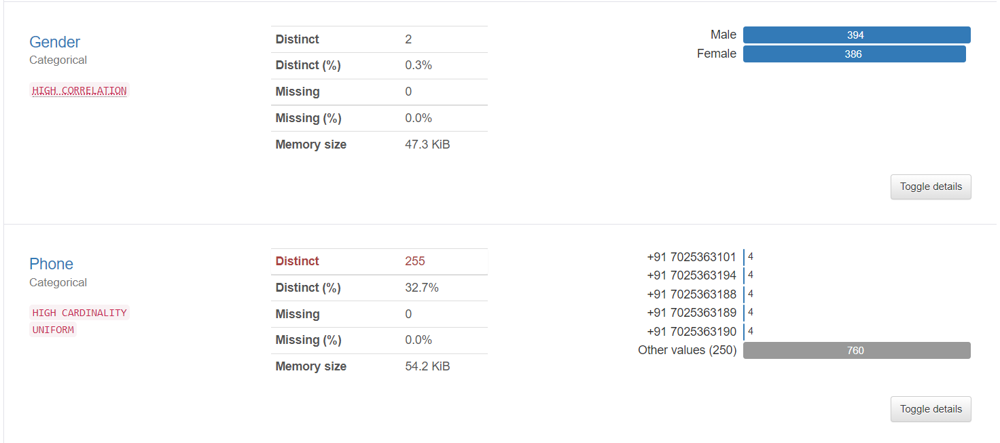 Gender
Categorical
HIGH CORRELATION
Distinct 2
Distinct (%) 0.3%
Missing 0
Missing (%) 0.0%
Memory size 47.3 KiB
Male 394
Female 386
Toggle details
Phone
Categorical
HIGH CARDINALITY
UNIFORM
Distinct 255
Distinct (%) 32.7%
Missing 0
Missing (%) 0.0%
Memory size 54.2 KiB
+91 7025363101 4
+91 7025363194 4
+91 7025363188 4
+91 7025363189 4
+91 7025363190 4
Other values (250) 760
Toggle details